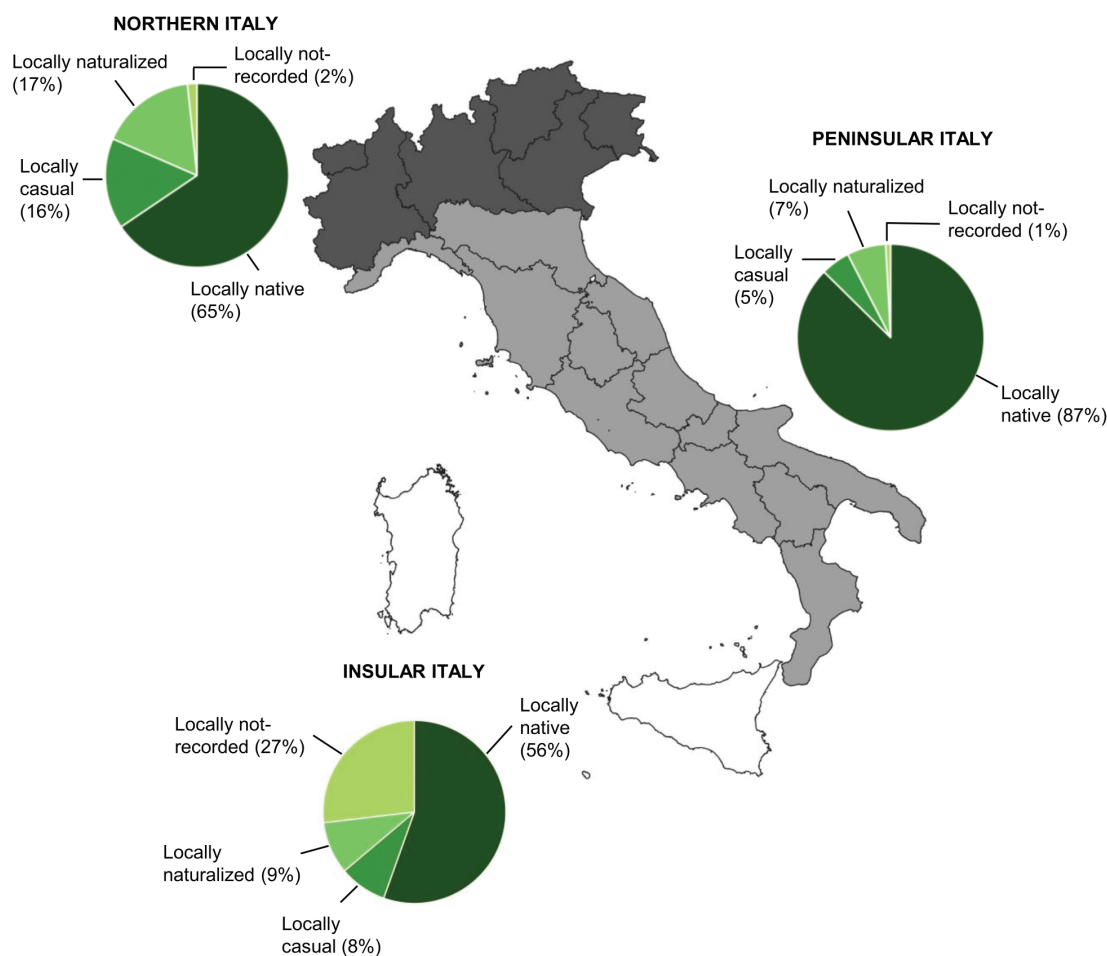 NORTHERN ITALY
Locally naturalized
(17%)
Locally not-
recorded (2%)
Locally
casual
(16%)
Locally native
(65%)
PENINSULAR ITALY
Locally naturalized
(7%)
Locally not-
recorded (1%)
Locally
casual
(5%)
Locally
native (87%)
INSULAR ITALY
Locally not-
recorded (27%)
Locally
native
(56%)
Locally
naturalized (9%)
Locally
casual (8%)